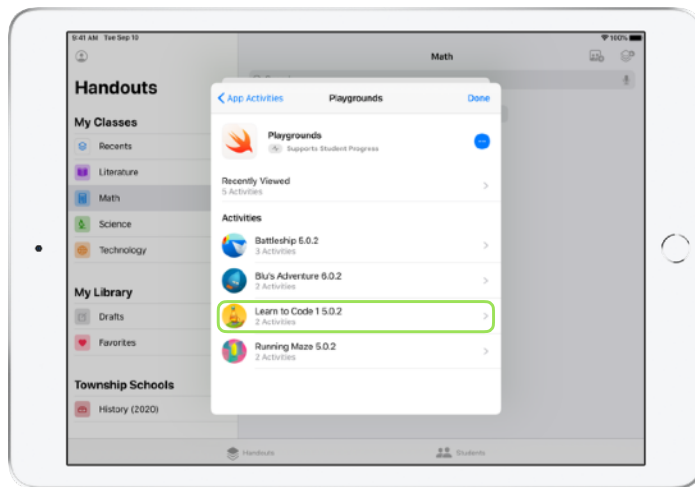 9:41 AM Tue Sep 10
100%
Math
Handouts
My Classes
Recents
Literature
Math
Science
Technology
My Library
Drafts
Favorites
Township Schools
History (2020)
App Activities
Playgrounds
Done
Playgrounds
Supports Student Progress
Recently Viewed
5 Activities
Activities
Battleship 5.0.2
3 Activities
Blu's Adventure 6.0.2
2 Activities
Learn to Code 1 5.0.2
2 Activities
Running Maze 5.0.2
2 Activities
Handouts
Students